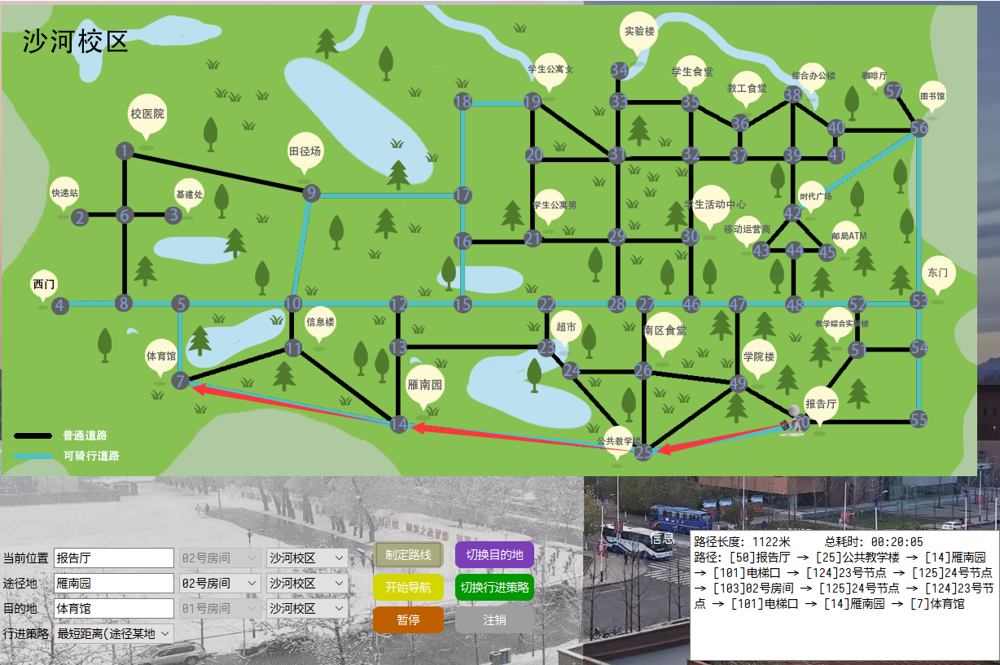 沙河校区
实验楼
34
学生公寓女
学生食堂
综合办公楼
咖啡厅
教工食堂
57
图书馆
38
18
19
33
35
校医院
36
40
56
田径场
1
20
31
32
37
39
41
快递站
基建处
9
17
学生公寓男
学生活动中心
时代广场
2
6
3
42
移动运营商
邮局ATM
16
21
29
30
43
44
45
西门
东门
4
8
5
10
12
15
22
28
27
46
47
48
52
53
信息楼
超市
南区食堂
教学综合实验楼
体育馆
11
13
23
学院楼
51
54
7
24
26
49
雁南园
报告厅
14
50
55
公共教学楼
25
普通道路
可骑行道路
信息
当前位置 报告厅 02号房间 沙河校区
途径地 雁南园 02号房间 沙河校区
目的地 体育馆 01号房间 沙河校区
行进策略 最短距离(途径某地
制定路线 切换目的地
开始导航 切换行进策略
暂停 注销
路径长度: 1122米 总耗时: 00:20:05
路径: [50]报告厅 → [25]公共教学楼 → [14]雁南园
→ [101]电梯口 → [124]23号节点 → [125]24号节点
→ [103]02号房间 → [125]24号节点 → [124]23号节
点 → [101]电梯口 → [14]雁南园 → [7]体育馆